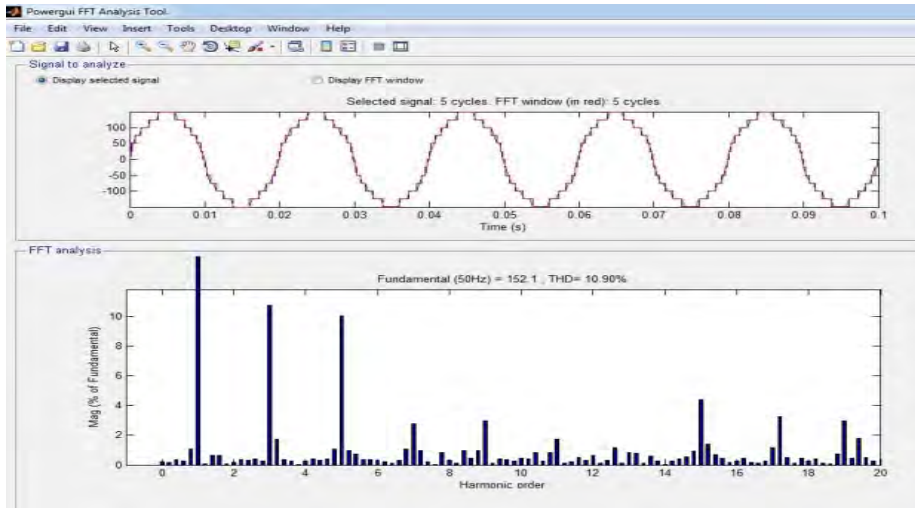 Powergui FFT Analysis Tool.
File Edit View Insert Tools Desktop Window Help
Signal to analyze
Display selected signal
Display FFT window
Selected signal: 5 cycles. FFT window (in red): 5 cycles
100
50
0
-50
-100
0 0.01 0.02 0.03 0.04 0.05 0.06 0.07 0.08 0.09 0.1
Time (s)
FFT analysis
Fundamental (50Hz) = 152.1 , THD= 10.90%
Mag (% of Fundamental)
10
8
6
4
2
0
0 2 4 6 8 10 12 14 16 18 20
Harmonic order